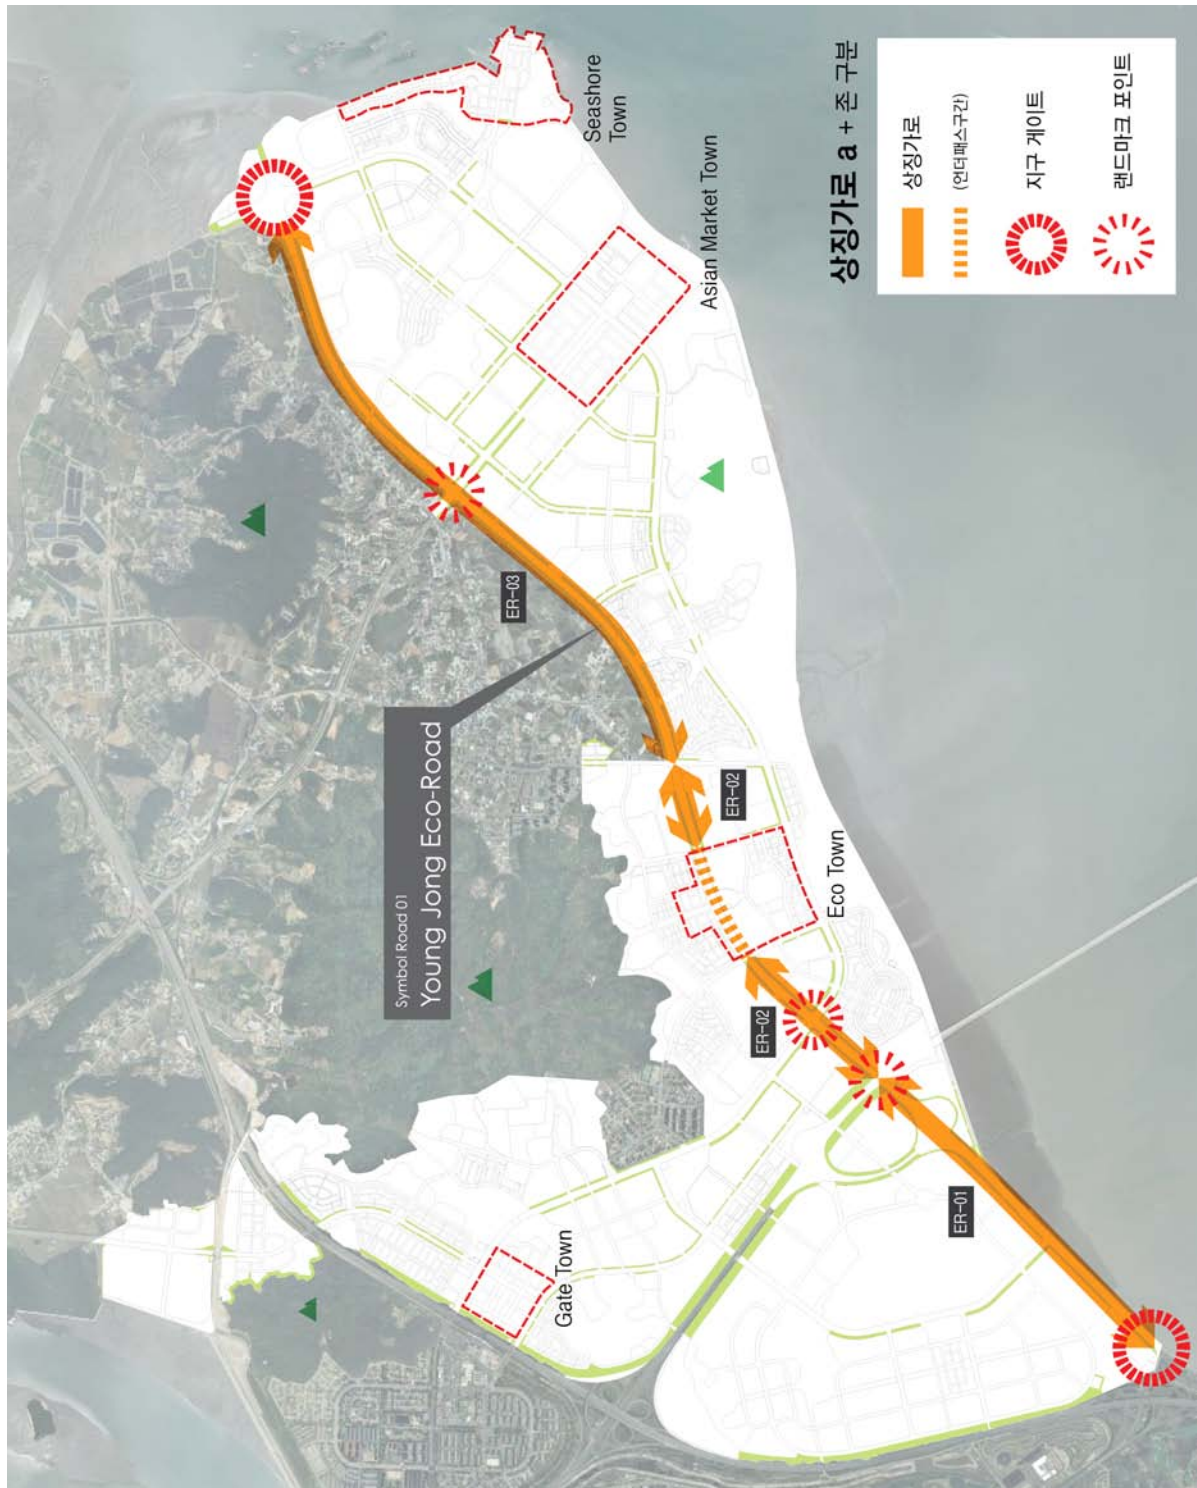 상징가로 a + 존 구분
상징가로
(언더패스구간)
지구 게이트
랜드마크 포인트
Symbol Road 01
Young Jong Eco-Road
ER-01
ER-02
ER-02
ER-03
Gate Town
Eco Town
Asian Market Town
Seashore
Town